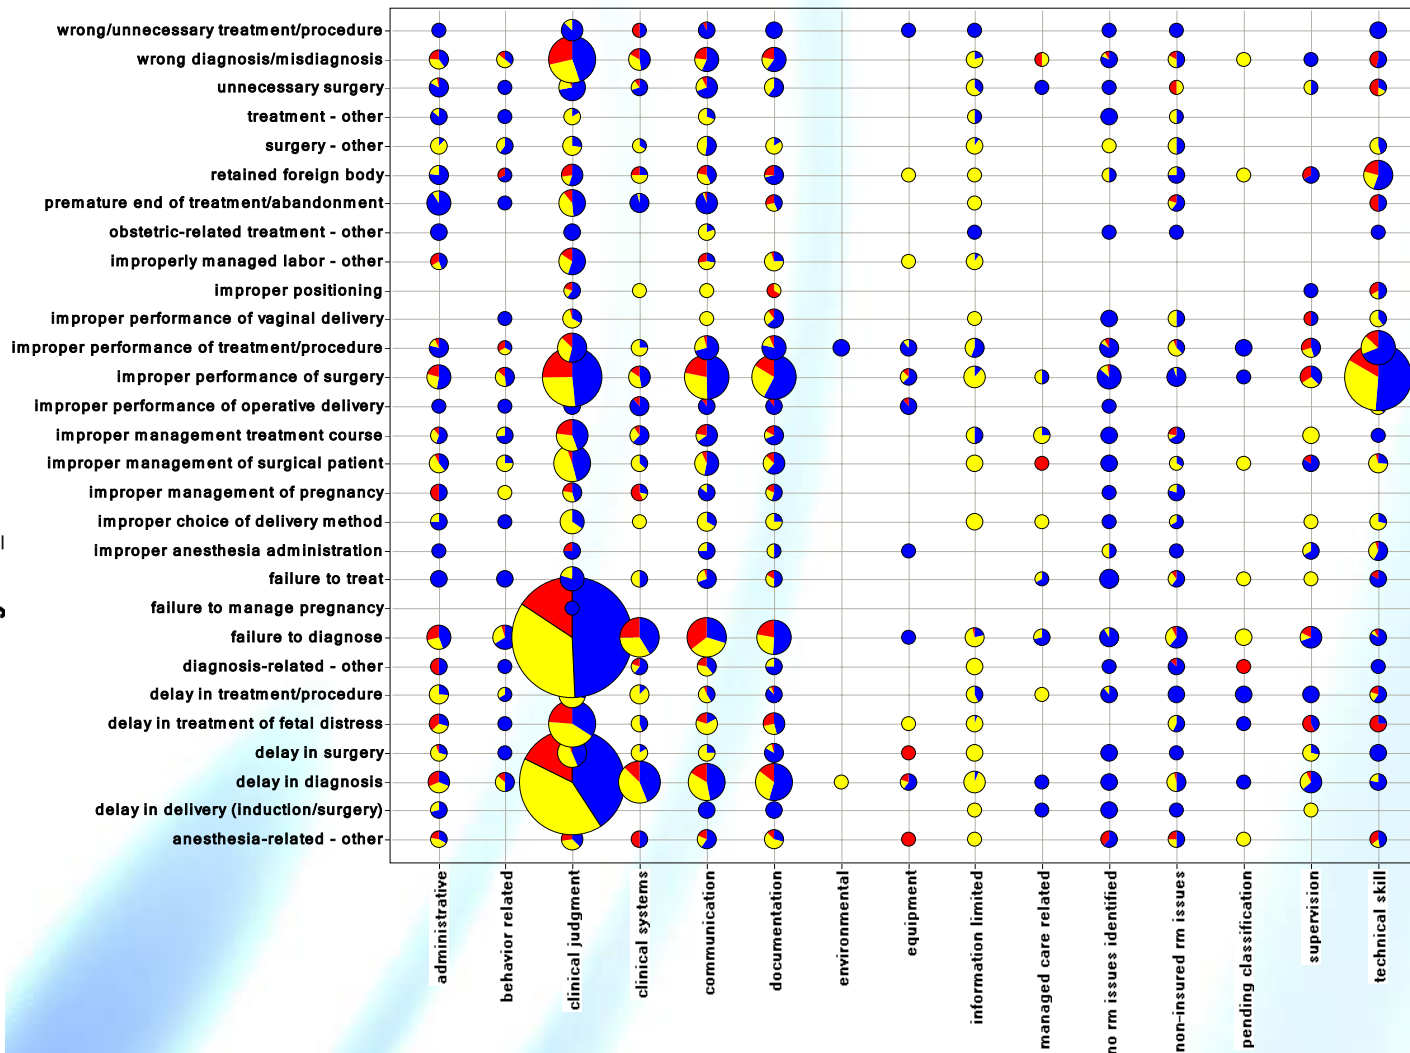 wrong/unnecessary treatment/procedure
wrong diagnosis/misdiagnosis
unnecessary surgery
treatment - other
surgery - other
retained foreign body
premature end of treatment/abandonment
obstetric-related treatment - other
improperly managed labor - other
improper positioning
improper performance of vaginal delivery
improper performance of treatment/procedure
improper performance of surgery
improper performance of operative delivery
improper management treatment course
improper management of surgical patient
improper management of pregnancy
improper choice of delivery method
improper anesthesia administration
failure to treat
failure to manage pregnancy
failure to diagnose
diagnosis-related - other
delay in treatment/procedure
delay in treatment of fetal distress
delay in surgery
delay in diagnosis
delay in delivery (induction/surgery)
anesthesia-related - other
administrative
behavior related
clinical judgment
clinical systems
communication
documentation
environmental
equipment
information limited
managed care related
no rm issues identified
non-insured rm issues
pending classification
supervision
technical skill